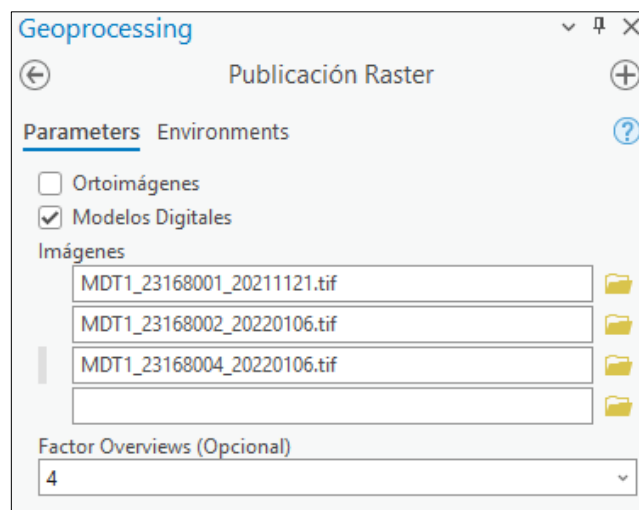 Geoprocessing
Publicación Raster
Parameters Environments
Ortoimágenes
Modelos Digitales
Imágenes
MDT1_23168001_20211121.tif
MDT1_23168002_20220106.tif
MDT1_23168004_20220106.tif
Factor Overviews (Opcional)
4